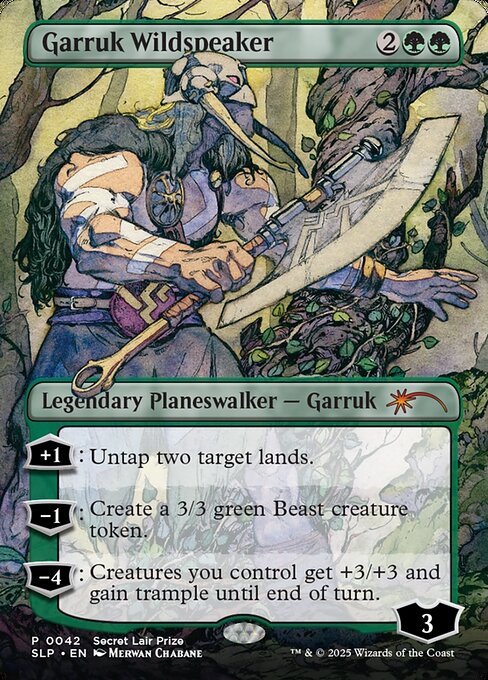 Garruk Wildspeaker 2
Legendary Planeswalker — Garruk
+1: Untap two target lands.
−1: Create a 3/3 green Beast creature
token.
−4: Creatures you control get +3/+3 and
gain trample until end of turn.
3
P 0042 Secret Lair Prize
SLP • EN Merwan Chabane
™ & © 2025 Wizards of the Coast